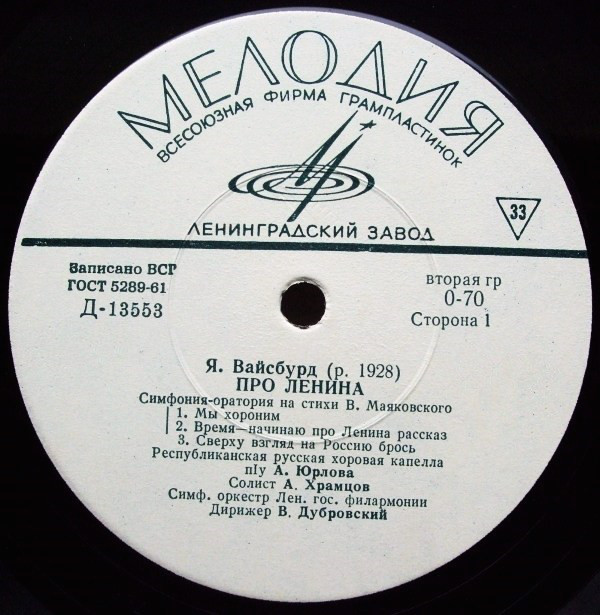 МЕЛОДИЯ
ВСЕСОЮЗНАЯ ФИРМА ГРАМПЛАСТИНОК
33
ЛЕНИНГРАДСКИЙ ЗАВОД
Записано ВСГ
ГОСТ 5289-61
Д-13553
вторая гр
0-70
Сторона 1
Я. Вайсбурд (р. 1928)
ПРО ЛЕНИНА
Симфония-оратория на стихи В. Маяковского
1. Мы хороним
2. Время—начинаю про Ленина рассказ
3. Сверху взгляд на Россию брось
Республиканская русская хоровая капелла
п/у А. Юрлова
Солист А. Храмцов
Симф. оркестр Лен. гос. филармонии
Дирижер В. Дубровский